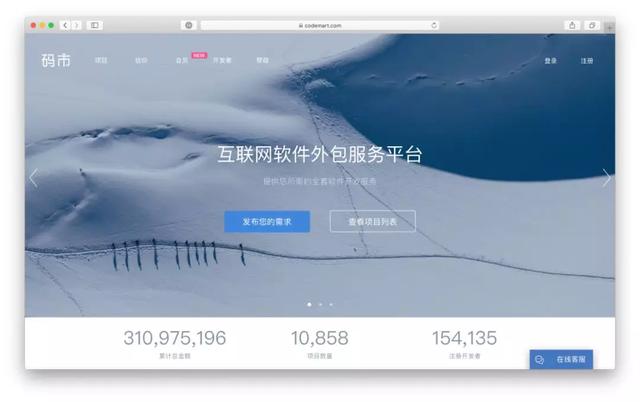 codemart.com
码市
项目
估价
会员
NEW
开发者
帮助
登录
注册
互联网软件外包服务平台
提供您所需的全套软件开发服务
发布您的需求
查看项目列表
310,975,196
10,858
154,135
累计总金额
项目数量
注册开发者
在线客服